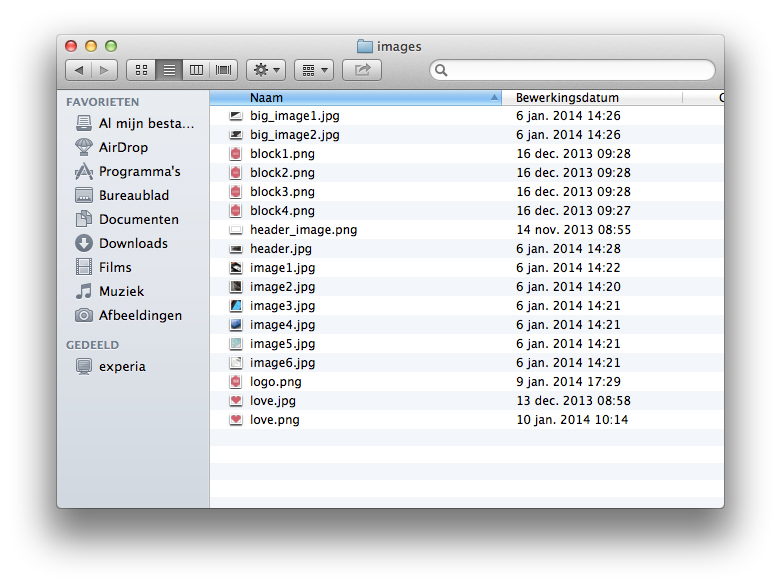 images
FAVORIETEN
Al mijn besta...
AirDrop
Programma's
Bureaublad
Documenten
Downloads
Films
Muziek
Afbeeldingen
GEDEELD
experia
Naam Bewerkingsdatum
big_image1.jpg 6 jan. 2014 14:26
big_image2.jpg 6 jan. 2014 14:26
block1.png 16 dec. 2013 09:28
block2.png 16 dec. 2013 09:28
block3.png 16 dec. 2013 09:28
block4.png 16 dec. 2013 09:27
header_image.png 14 nov. 2013 08:55
header.jpg 6 jan. 2014 14:28
image1.jpg 6 jan. 2014 14:22
image2.jpg 6 jan. 2014 14:20
image3.jpg 6 jan. 2014 14:21
image4.jpg 6 jan. 2014 14:21
image5.jpg 6 jan. 2014 14:21
image6.jpg 6 jan. 2014 14:21
logo.png 9 jan. 2014 17:29
love.jpg 13 dec. 2013 08:58
love.png 10 jan. 2014 10:14